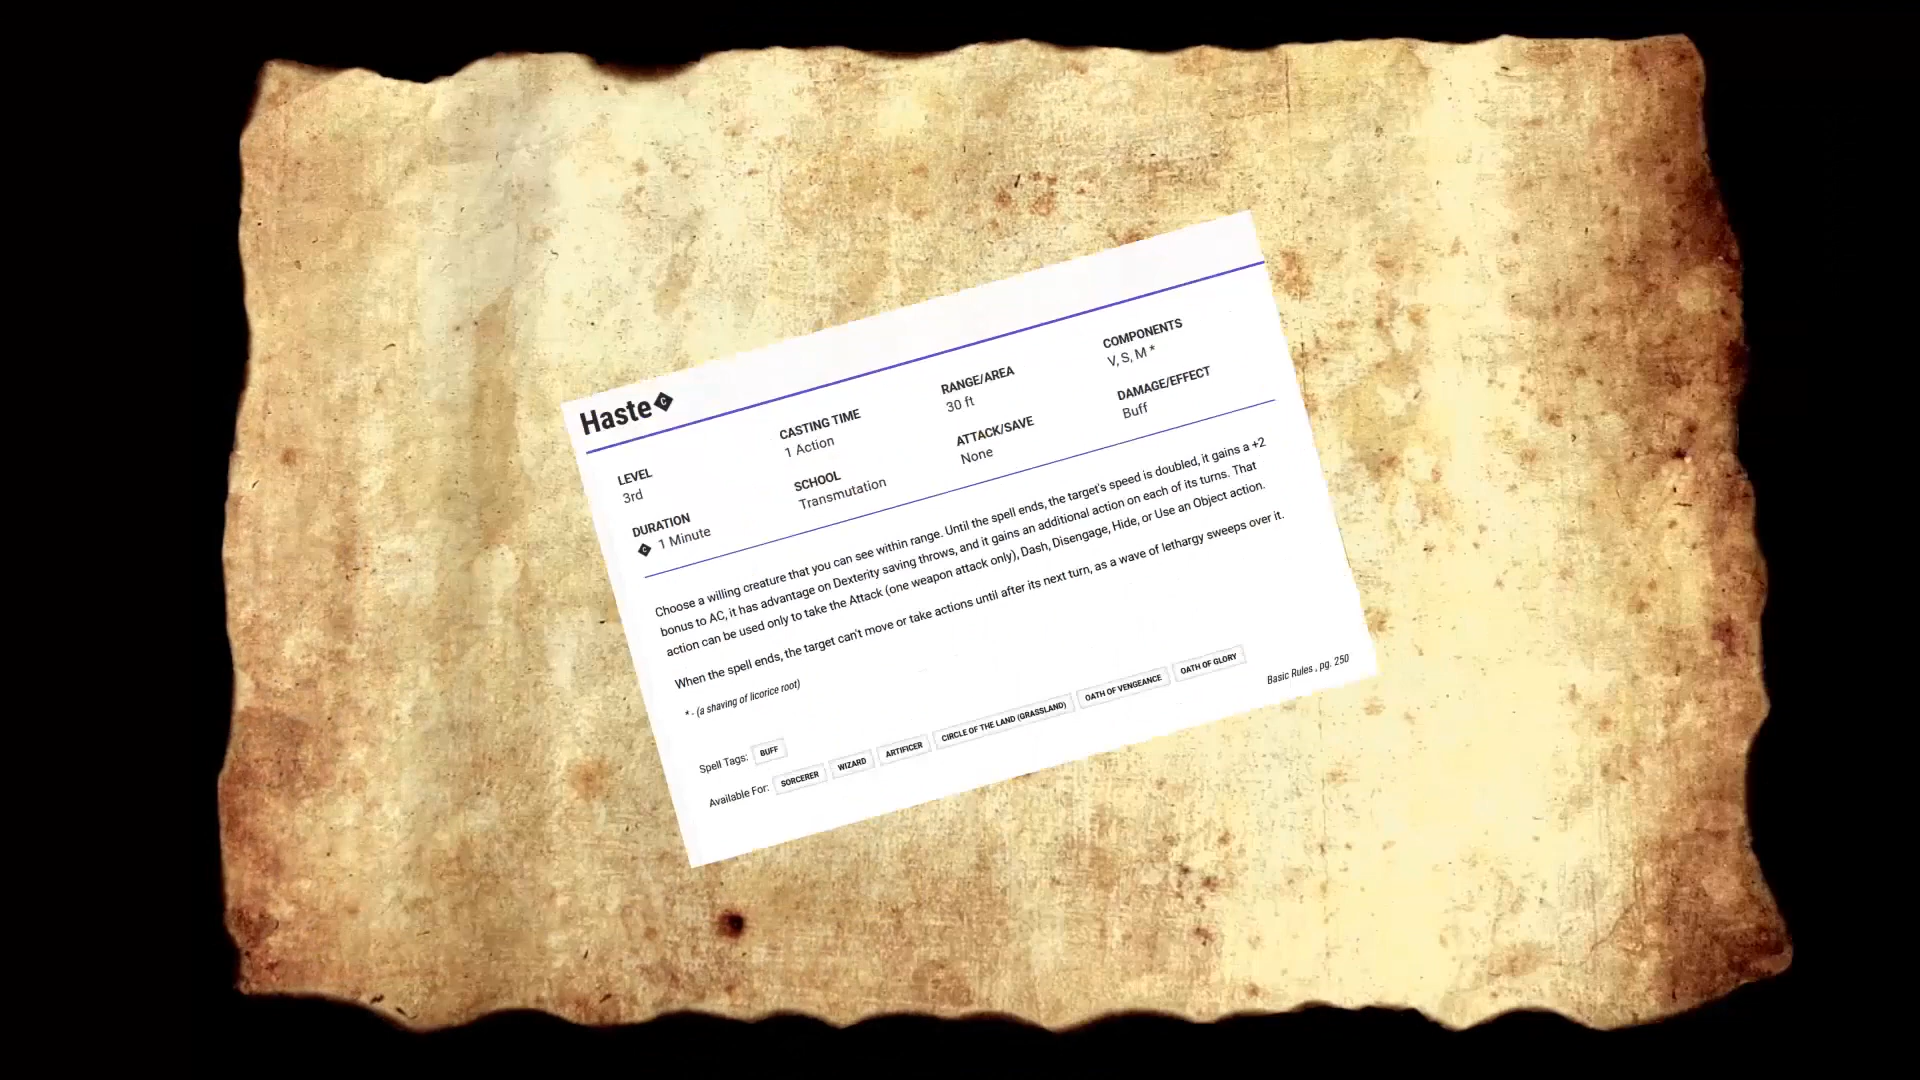 Haste C
LEVEL
3rd
CASTING TIME
1 Action
RANGE/AREA
30 ft
COMPONENTS
V, S, M *
DURATION
C 1 Minute
SCHOOL
Transmutation
ATTACK/SAVE
None
DAMAGE/EFFECT
Buff
Choose a willing creature that you can see within range. Until the spell ends, the target's speed is doubled, it gains a +2
bonus to AC, it has advantage on Dexterity saving throws, and it gains an additional action on each of its turns. That
action can be used only to take the Attack (one weapon attack only), Dash, Disengage, Hide, or Use an Object action.
When the spell ends, the target can't move or take actions until after its next turn, as a wave of lethargy sweeps over it.
* - (a shaving of licorice root)
Spell Tags: BUFF
Available For: SORCERER WIZARD ARTIFICER CIRCLE OF THE LAND (GRASSLAND) OATH OF VENGEANCE OATH OF GLORY
Basic Rules , pg. 250